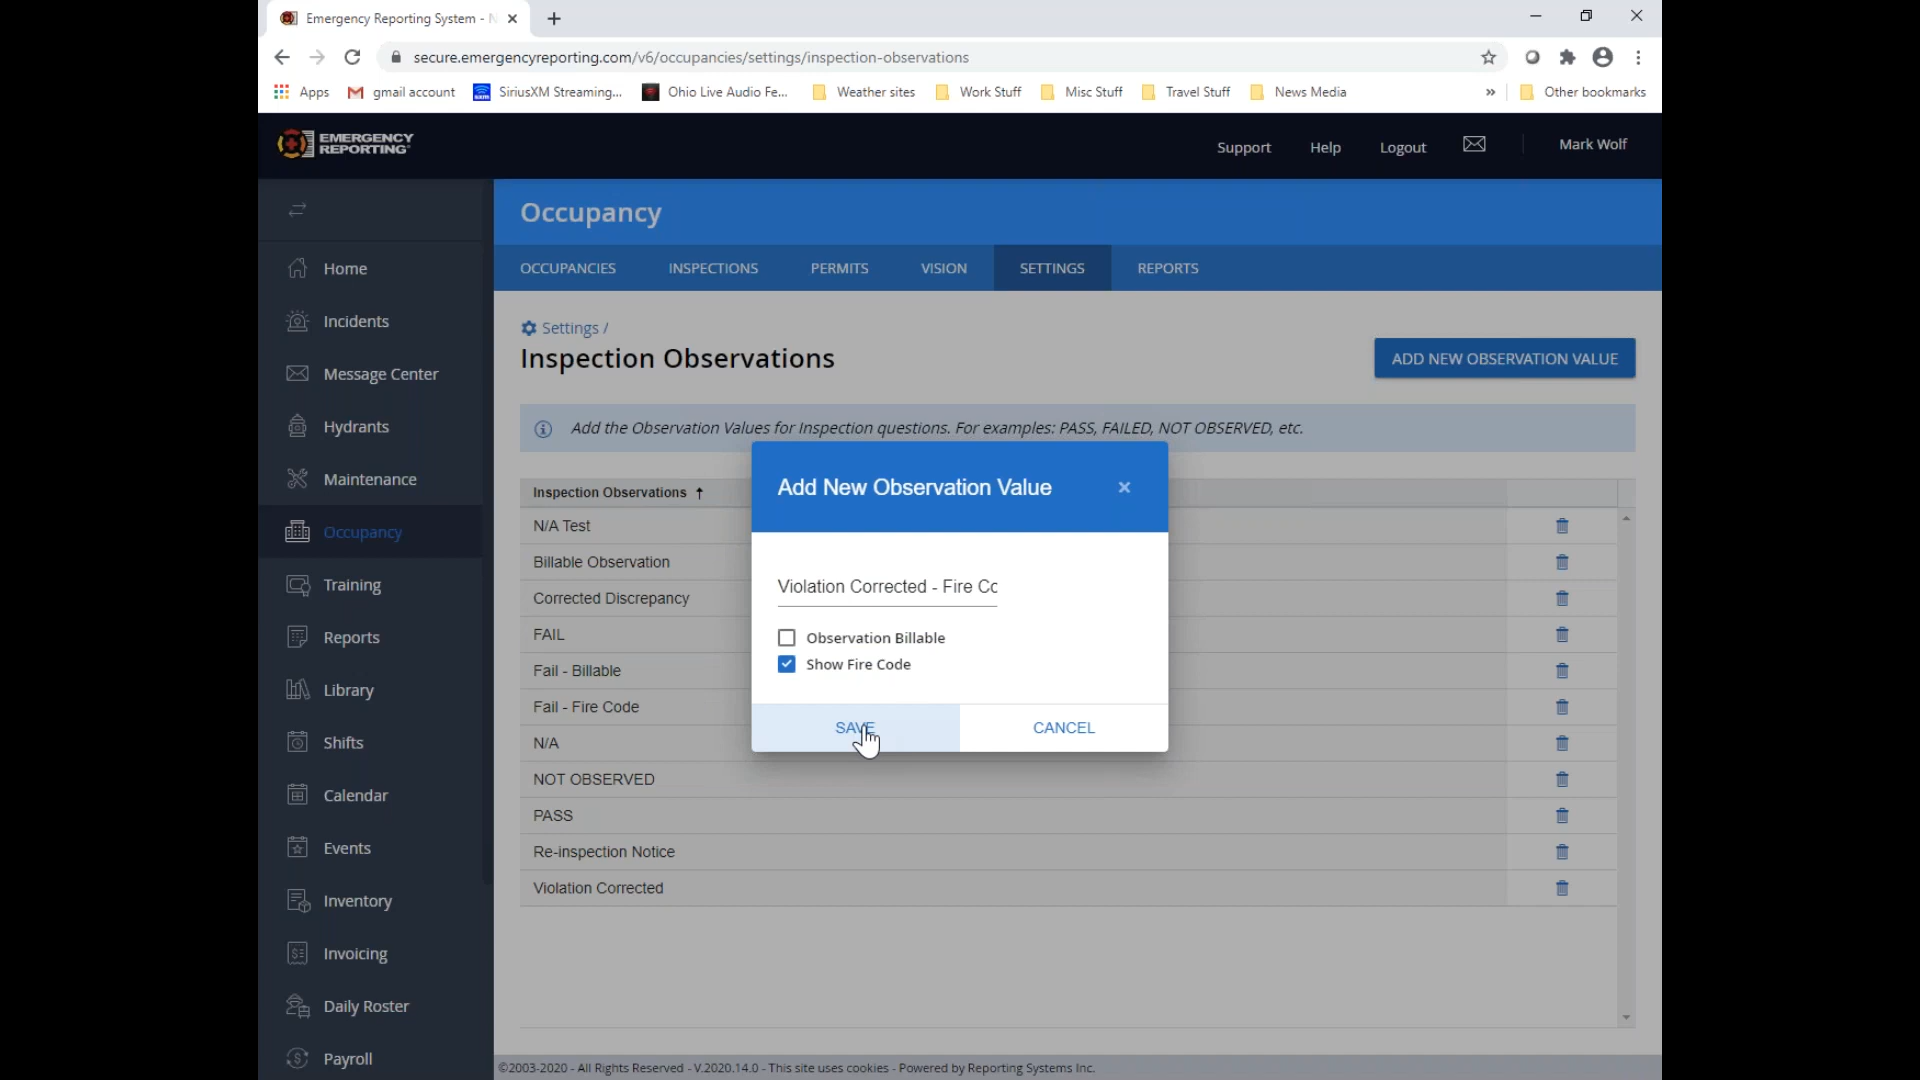 Emergency Reporting System - N
secure.emergencyreporting.com/v6/occupancies/settings/inspection-observations
Apps
gmail account
SiriusXM Streaming...
Ohio Live Audio Fe...
Weather sites
Work Stuff
Misc Stuff
Travel Stuff
News Media
»
Other bookmarks
EMERGENCY
REPORTING
Support
Help
Logout
Mark Wolf
Home
Incidents
Message Center
Hydrants
Maintenance
Occupancy
Training
Reports
Library
Shifts
Calendar
Events
Inventory
Invoicing
Daily Roster
Payroll
Occupancy
OCCUPANCIES
INSPECTIONS
PERMITS
VISION
SETTINGS
REPORTS
Settings /
Inspection Observations
ADD NEW OBSERVATION VALUE
Add the Observation Values for Inspection questions. For examples: PASS, FAILED, NOT OBSERVED, etc.
Inspection Observations
N/A Test
Billable Observation
Corrected Discrepancy
FAIL
Fail - Billable
Fail - Fire Code
N/A
NOT OBSERVED
PASS
Re-inspection Notice
Violation Corrected
Add New Observation Value
Violation Corrected - Fire Cc
Observation Billable
Show Fire Code
SAVE
CANCEL
©2003-2020 - All Rights Reserved - V.2020.14.0 - This site uses cookies - Powered by Reporting Systems Inc.